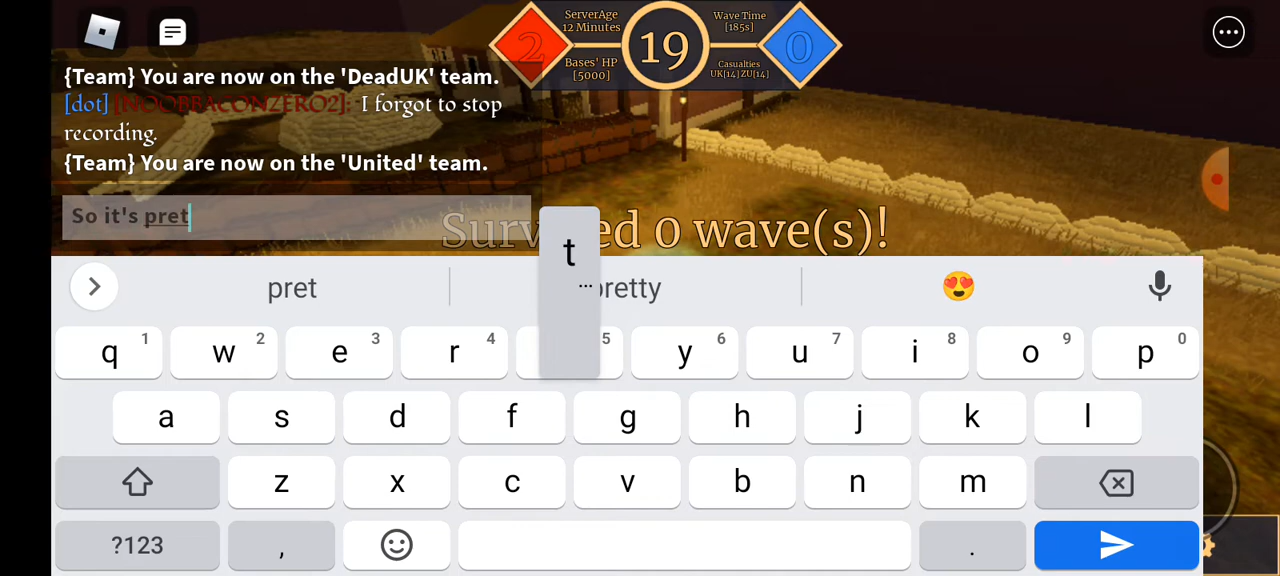 ServerAge
12 Minutes
Wave Time
[185s]
2
19
0
Bases' HP
[5000]
Casualties
UK[14] ZU[14]
{Team} You are now on the 'DeadUK' team.
[dot] [NOOBBACONZERO2]: I forgot to stop
recording.
{Team} You are now on the 'United' team.
So it's pret
Survived 0 wave(s)!
t
...
pret
pretty
😍
q 1 w 2 e 3 r 4 5 y 6 u 7 i 8 o 9 p 0
a s d f g h j k l
z x c v b n m
?123 , .